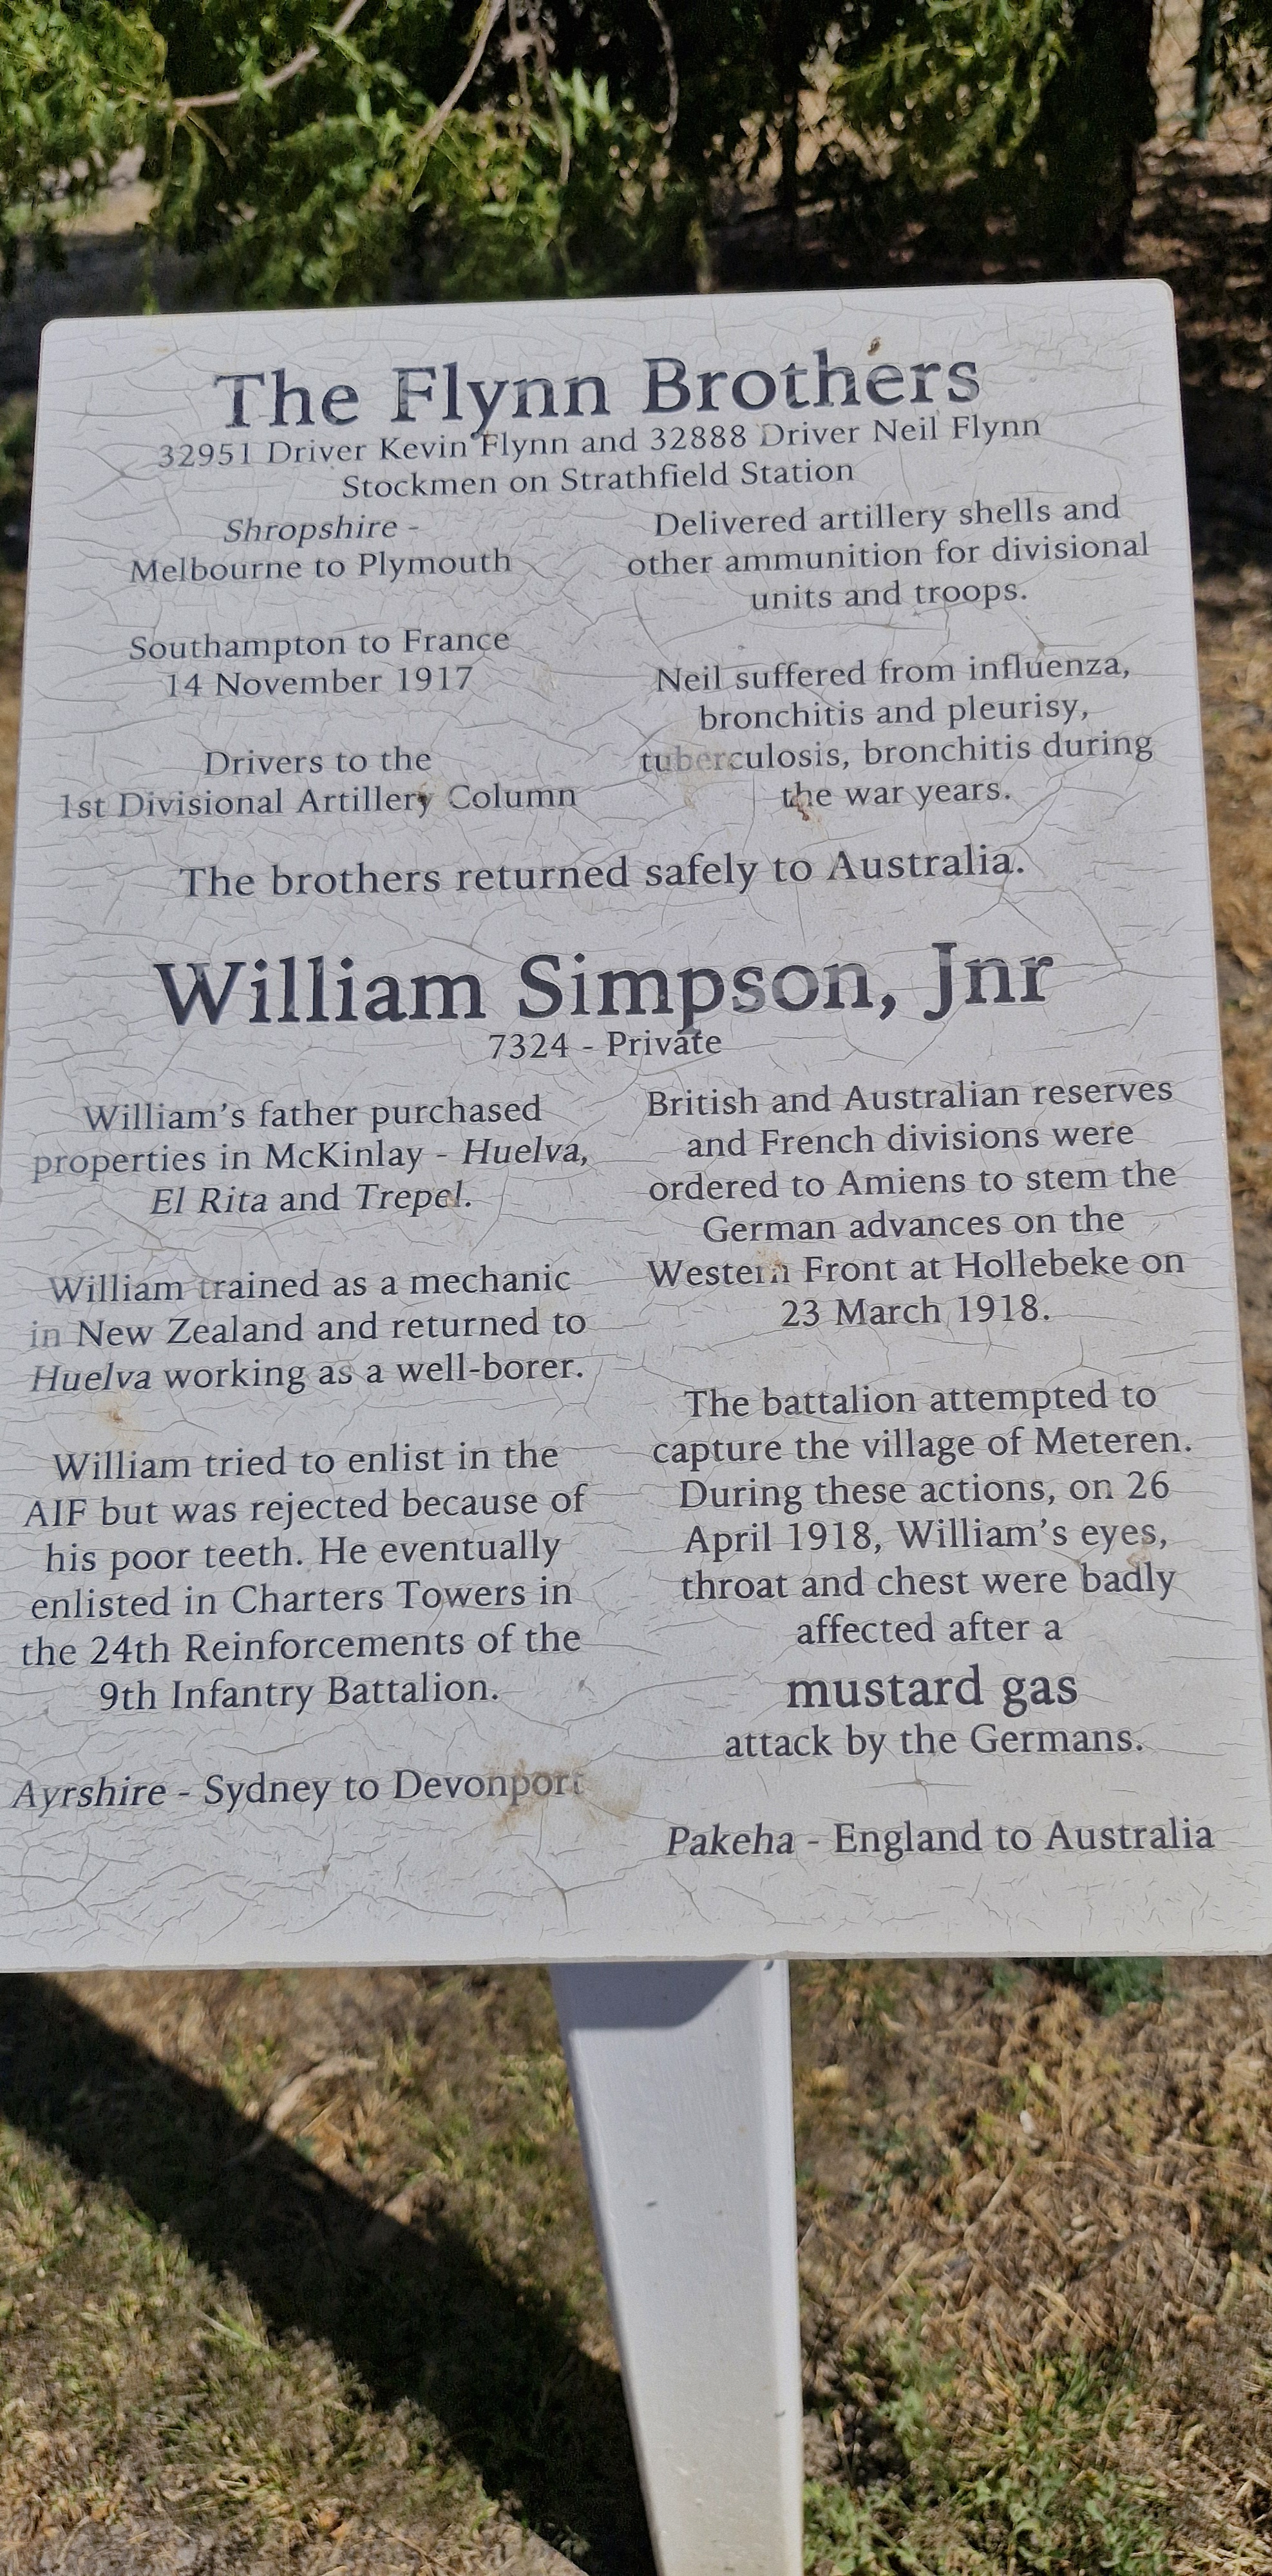 The Flynn Brothers
32951 Driver Kevin Flynn and 32888 Driver Neil Flynn
Stockmen on Strathfield Station
Shropshire -
Melbourne to Plymouth
Southampton to France
14 November 1917
Drivers to the
1st Divisional Artillery Column
Delivered artillery shells and
other ammunition for divisional
units and troops.
Neil suffered from influenza,
bronchitis and pleurisy,
tuberculosis, bronchitis during
the war years.
The brothers returned safely to Australia.
William Simpson, Jnr
7324 - Private
William's father purchased
properties in McKinlay - Huelva,
El Rita and Trepel.
William trained as a mechanic
in New Zealand and returned to
Huelva working as a well-borer.
William tried to enlist in the
AIF but was rejected because of
his poor teeth. He eventually
enlisted in Charters Towers in
the 24th Reinforcements of the
9th Infantry Battalion.
Ayrshire - Sydney to Devonport
British and Australian reserves
and French divisions were
ordered to Amiens to stem the
German advances on the
Western Front at Hollebeke on
23 March 1918.
The battalion attempted to
capture the village of Meteren.
During these actions, on 26
April 1918, William's eyes,
throat and chest were badly
affected after a
mustard gas
attack by the Germans.
Pakeha - England to Australia